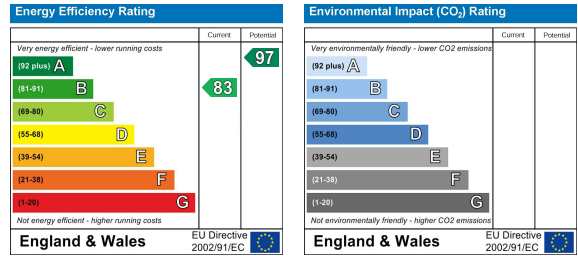 Energy Efficiency Rating
Current Potential
Very energy efficient - lower running costs
(92 plus) A
(81-91) B
(69-80) C
(55-68) D
(39-54) E
(21-38) F
(1-20) G
83
97
Not energy efficient - higher running costs
England & Wales
EU Directive
2002/91/EC
Environmental Impact (CO2) Rating
Current Potential
Very environmentally friendly - lower CO2 emissions
(92 plus) A
(81-91) B
(69-80) C
(55-68) D
(39-54) E
(21-38) F
(1-20) G
Not environmentally friendly - higher CO2 emissions
England & Wales
EU Directive
2002/91/EC